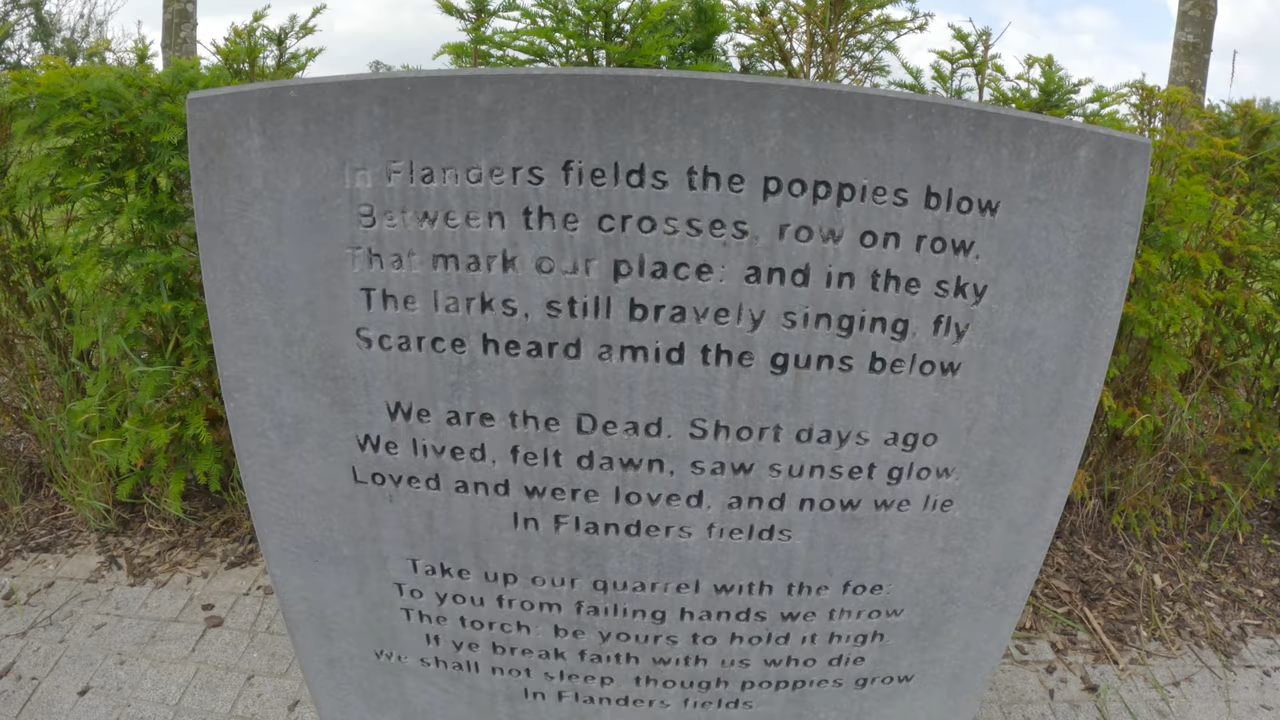 In Flanders fields the poppies blow
Between the crosses, row on row,
That mark our place: and in the sky
The larks, still bravely singing, fly
Scarce heard amid the guns below

We are the Dead. Short days ago
We lived, felt dawn, saw sunset glow,
Loved and were loved, and now we lie
In Flanders fields.

Take up our quarrel with the foe:
To you from failing hands we throw
The torch: be yours to hold it high.
If ye break faith with us who die
We shall not sleep, though poppies grow
In Flanders fields.